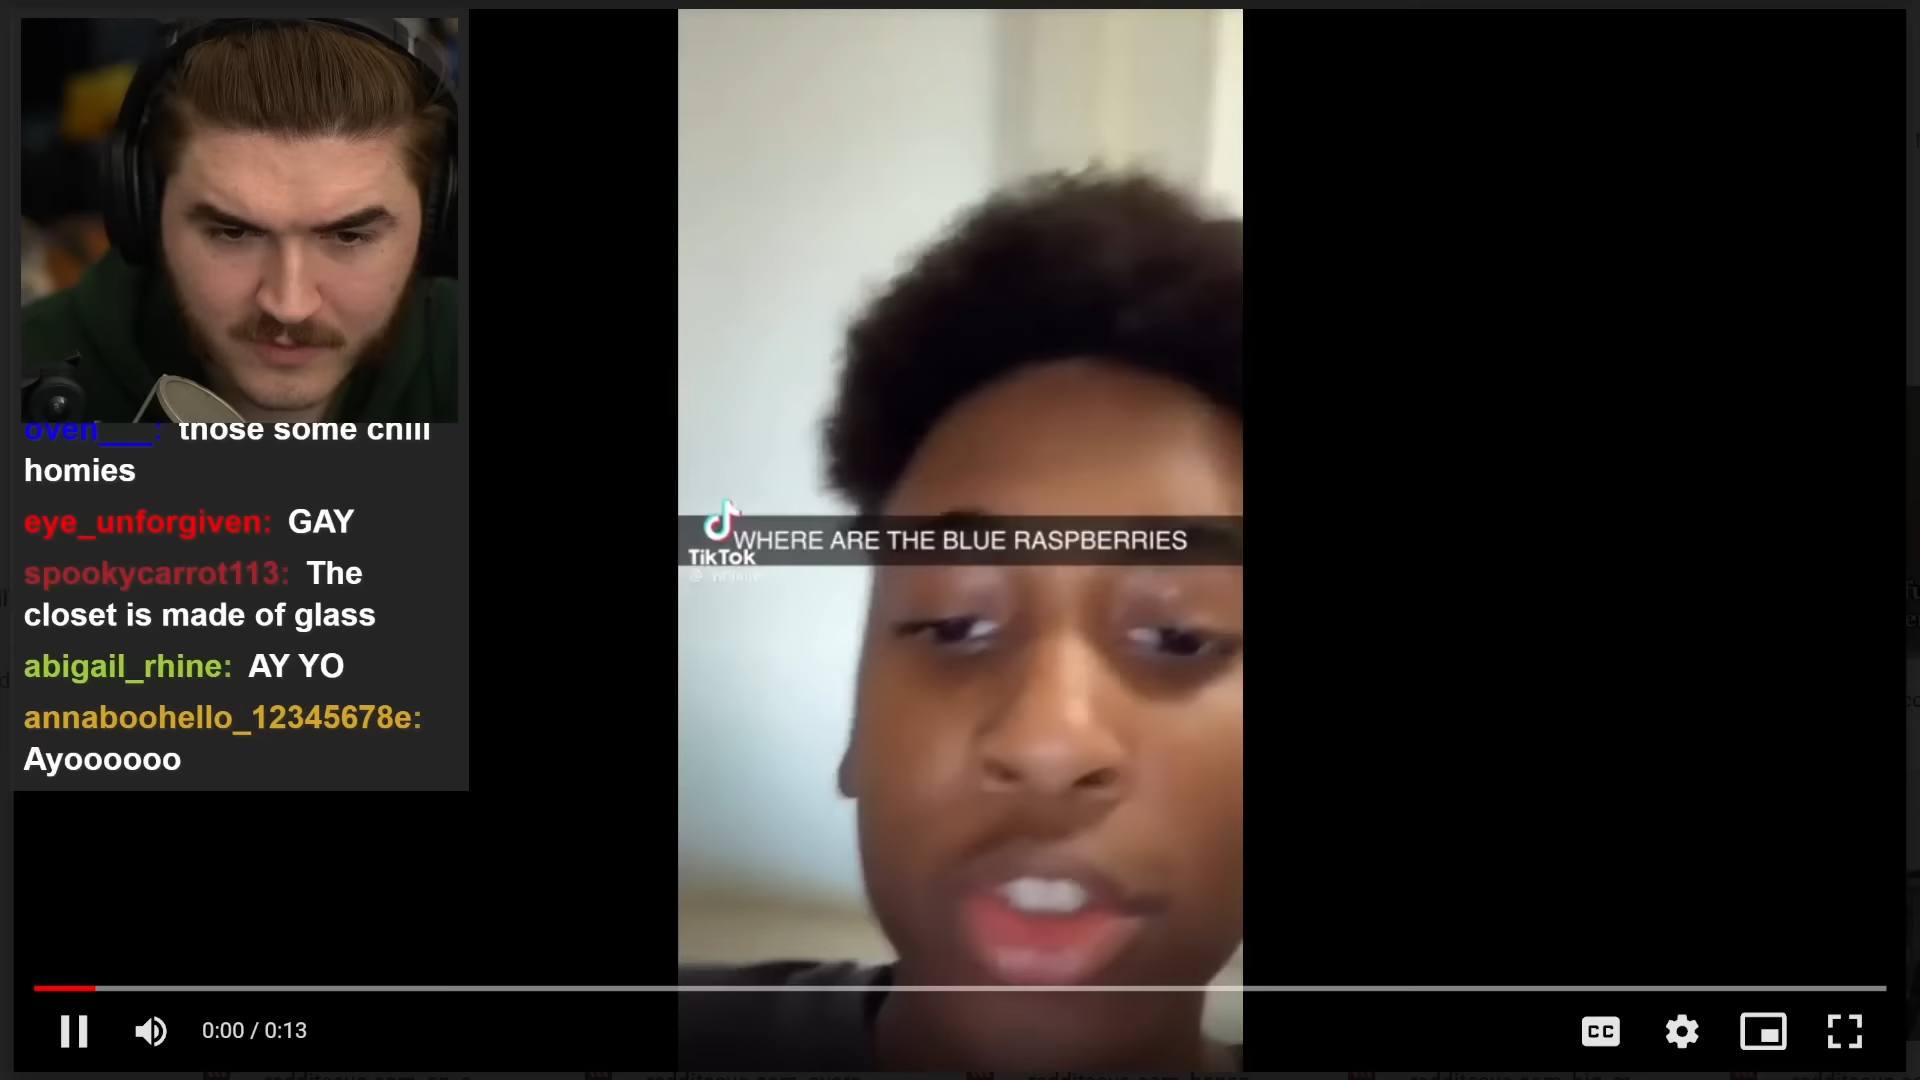 oven___: those some chill
homies
eye_unforgiven: GAY
spookycarrot113: The
closet is made of glass
abigail_rhine: AY YO
annaboohello_12345678e:
Ayoooooo
WHERE ARE THE BLUE RASPBERRIES
TikTok
0:00 / 0:13
CC